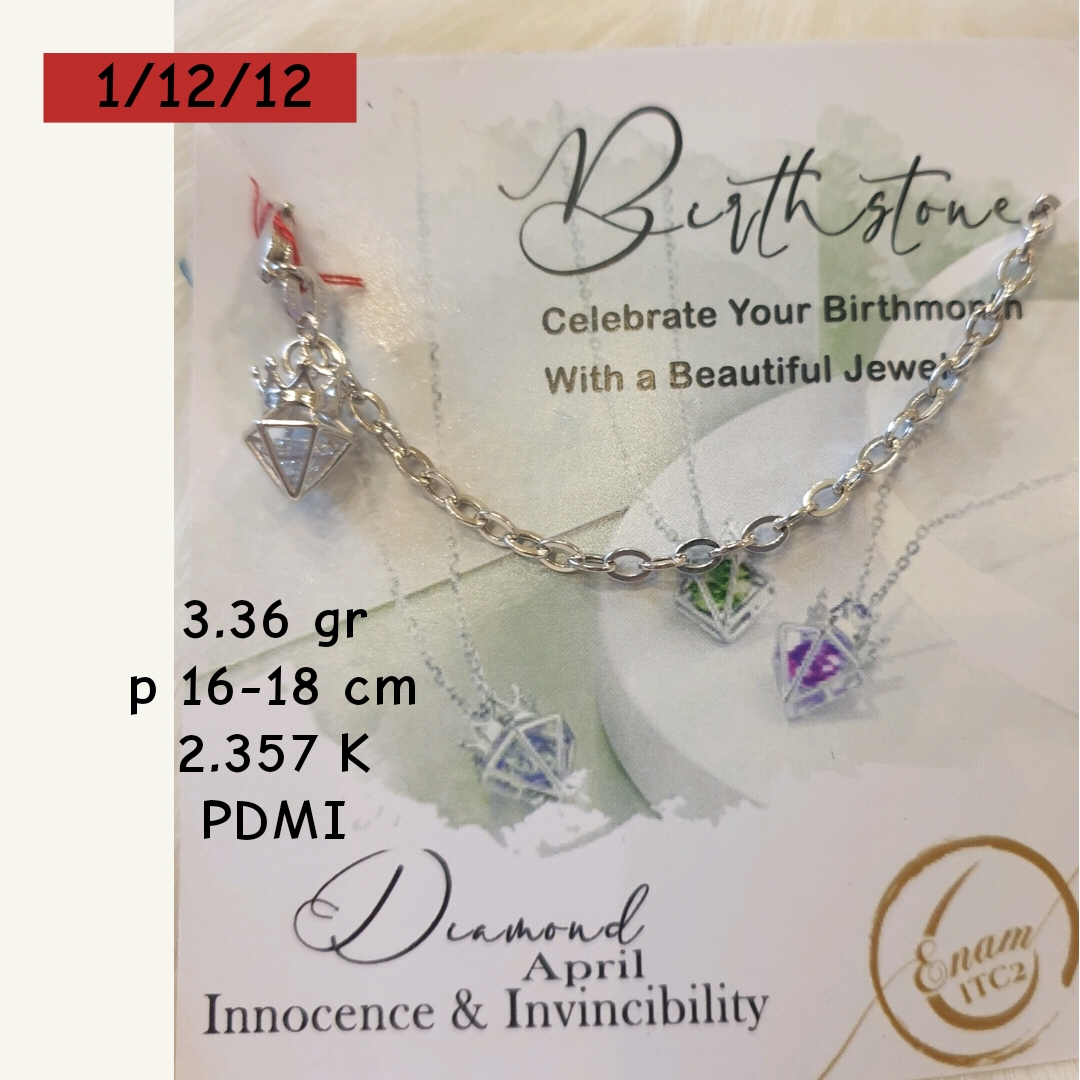 1/12/12
Birthstone
Celebrate Your Birthmonth
With a Beautiful Jewel
3.36 gr
p 16-18 cm
2.357 K
PDMI
Diamond
April
Innocence & Invincibility
Enam
ITC2